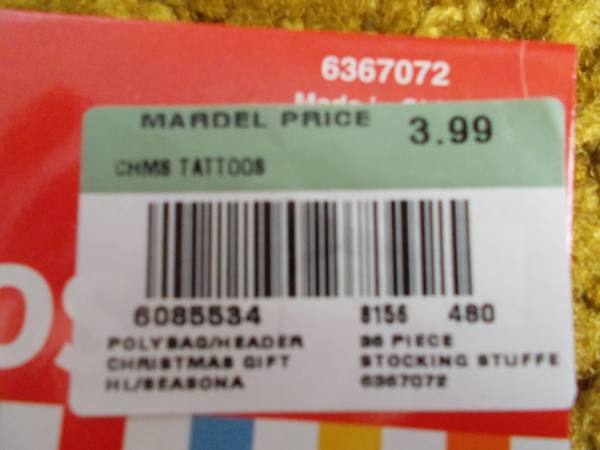 6367072
MARDEL PRICE 3.99
CHMS TATTOOS
6085534 8156 480
POLYBAG/HEADER 36 PIECE
CHRISTMAS GIFT STOCKING STUFFE
HL/SEASONA 6367072